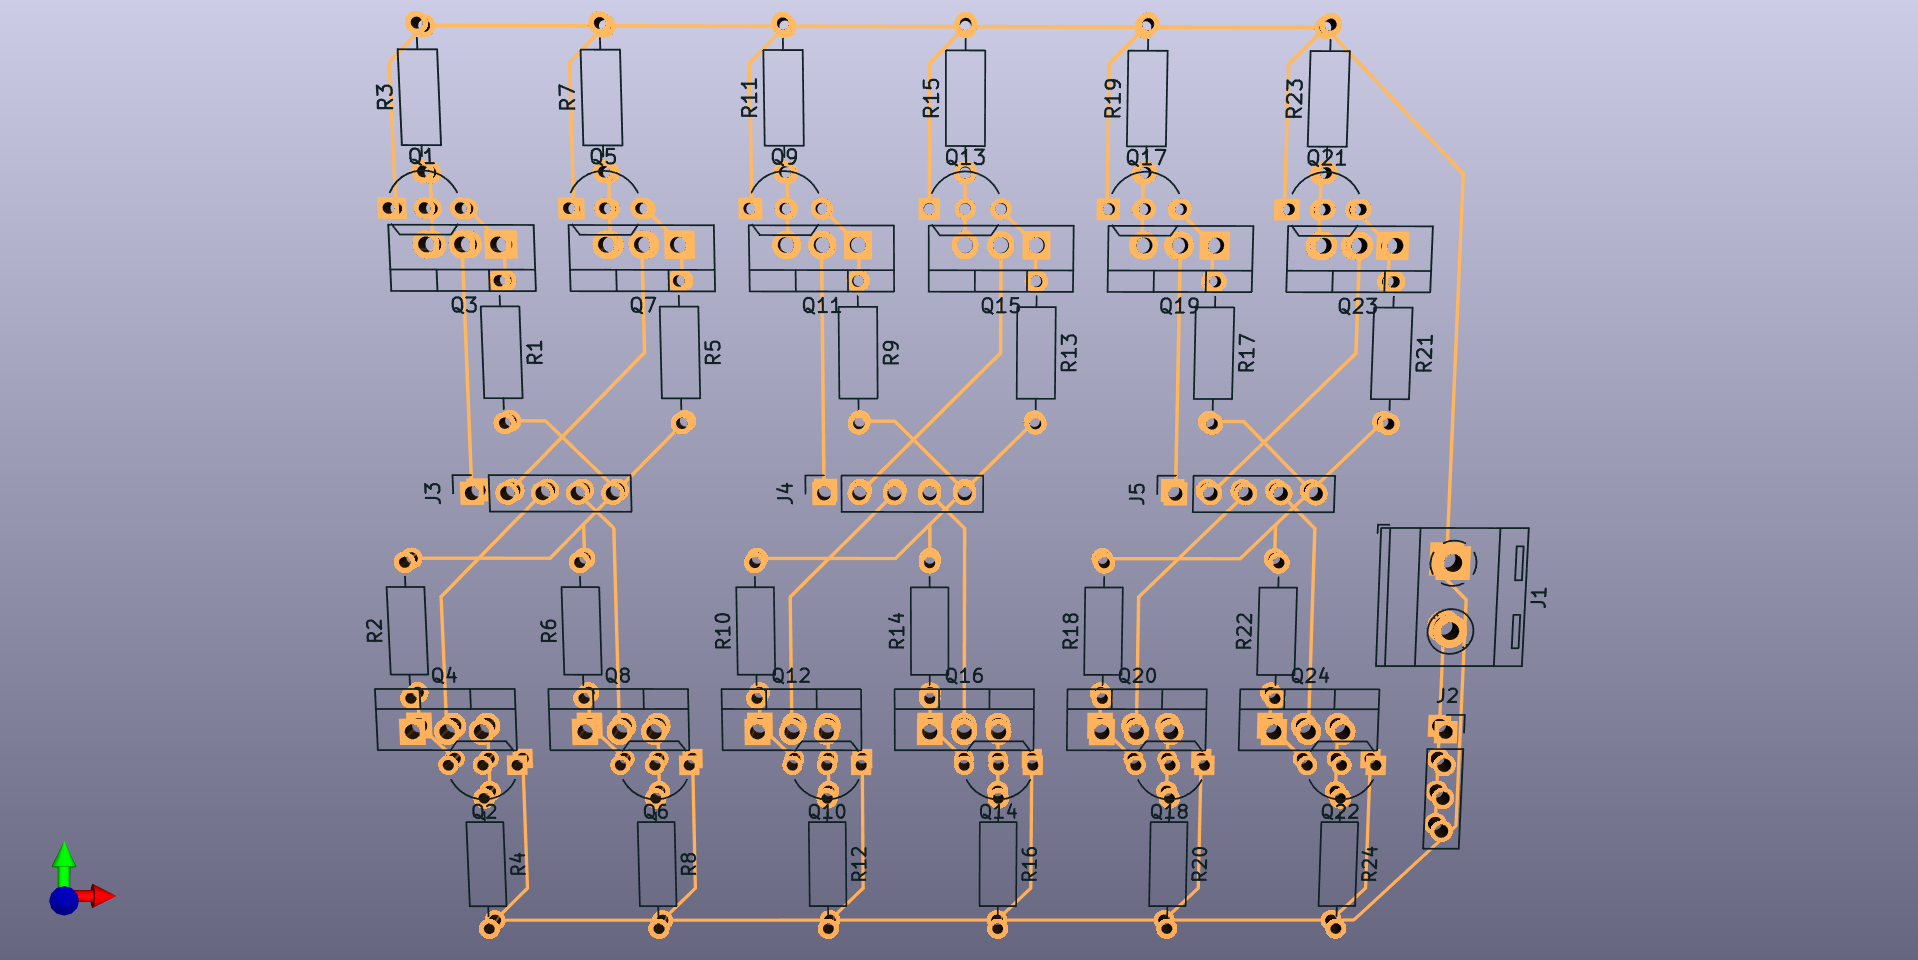 R3 R7 R11 R15 R19 R23
Q1 Q5 Q9 Q13 Q17 Q21
Q3 Q7 Q11 Q15 Q19 Q23
R1 R5 R9 R13 R17 R21
J3 J4 J5
J1
R2 R6 R10 R14 R18 R22
Q4 Q8 Q12 Q16 Q20 Q24
J2
Q2 Q6 Q10 Q14 Q18 Q22
R4 R8 R12 R16 R20 R24